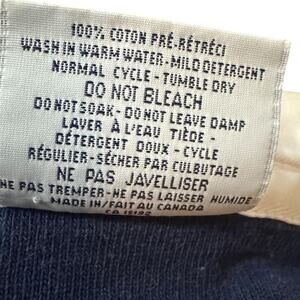 100% COTON PRÉ-RÉTRÉCI
WASH IN WARM WATER-MILD DETERGENT
NORMAL CYCLE-TUMBLE DRY
DO NOT BLEACH
DO NOT SOAK-DO NOT LEAVE DAMP
LAVER À L'EAU TIÈDE-
DÉTERGENT DOUX-CYCLE
RÉGULIER-SÉCHER PAR CULBUTAGE
NE PAS JAVELLISER
NE PAS TREMPER-NE PAS LAISSER HUMIDE
MADE IN/FAIT AU CANADA